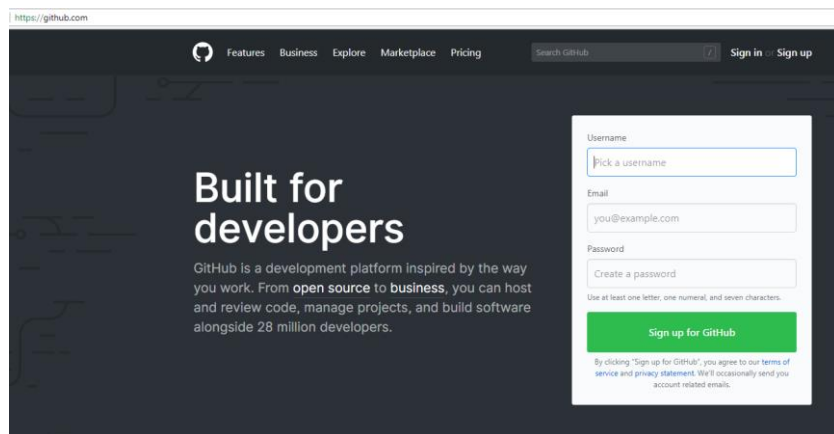 https://github.com
Features Business Explore Marketplace Pricing Search GitHub / Sign in or Sign up
Built for
developers
GitHub is a development platform inspired by the way
you work. From open source to business, you can host
and review code, manage projects, and build software
alongside 28 million developers.
Username
Pick a username
Email
you@example.com
Password
Create a password
Use at least one letter, one numeral, and seven characters.
Sign up for GitHub
By clicking "Sign up for GitHub", you agree to our terms of
service and privacy statement. We'll occasionally send you
account related emails.